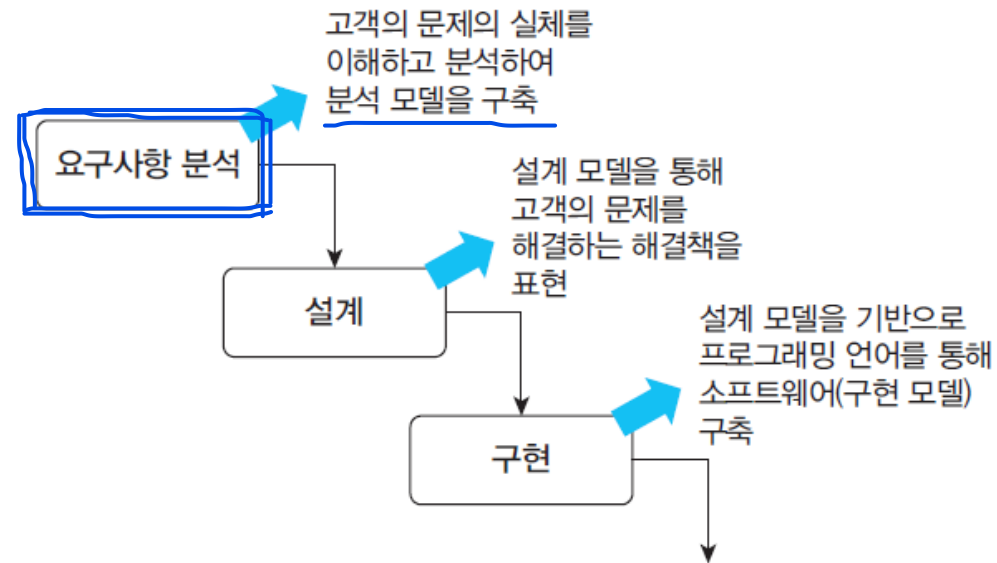 고객의 문제의 실체를
이해하고 분석하여
분석 모델을 구축
요구사항 분석
설계 모델을 통해
고객의 문제를
해결하는 해결책을
표현
설계
설계 모델을 기반으로
프로그래밍 언어를 통해
소프트웨어(구현 모델)
구축
구현